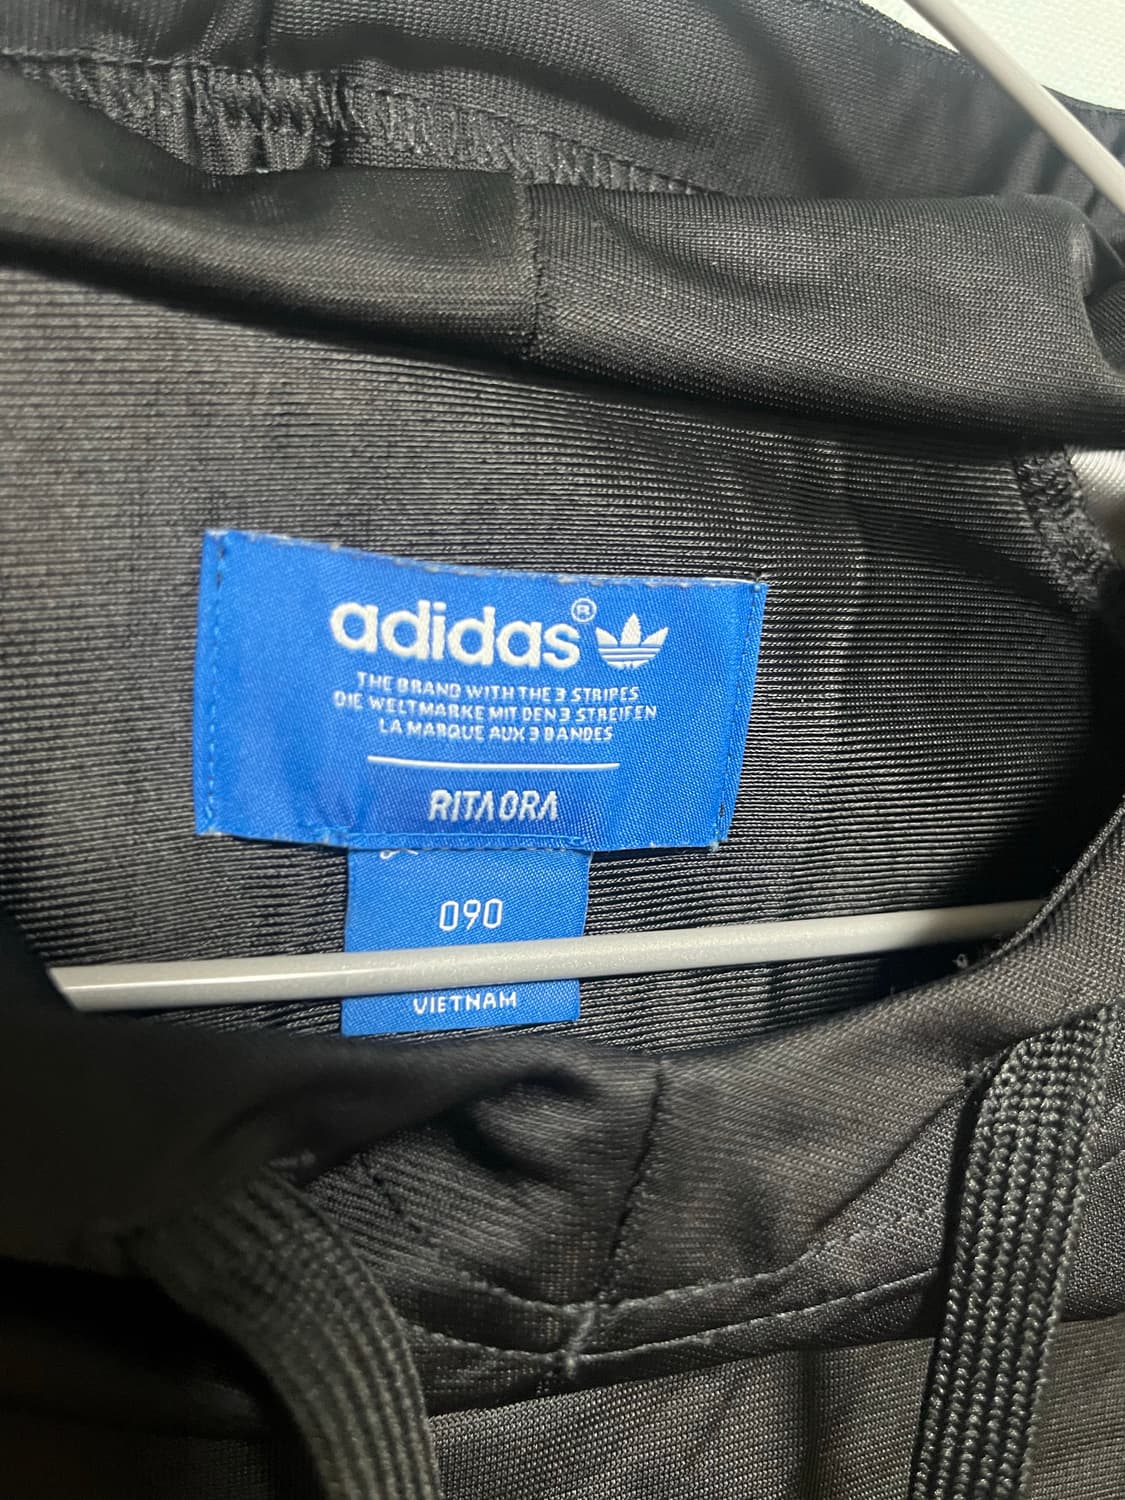 adidas®
THE BRAND WITH THE 3 STRIPES
DIE WELTMARKE MIT DEN 3 STREIFEN
LA MARQUE AUX 3 BANDES
RITA ORA
090
VIETNAM